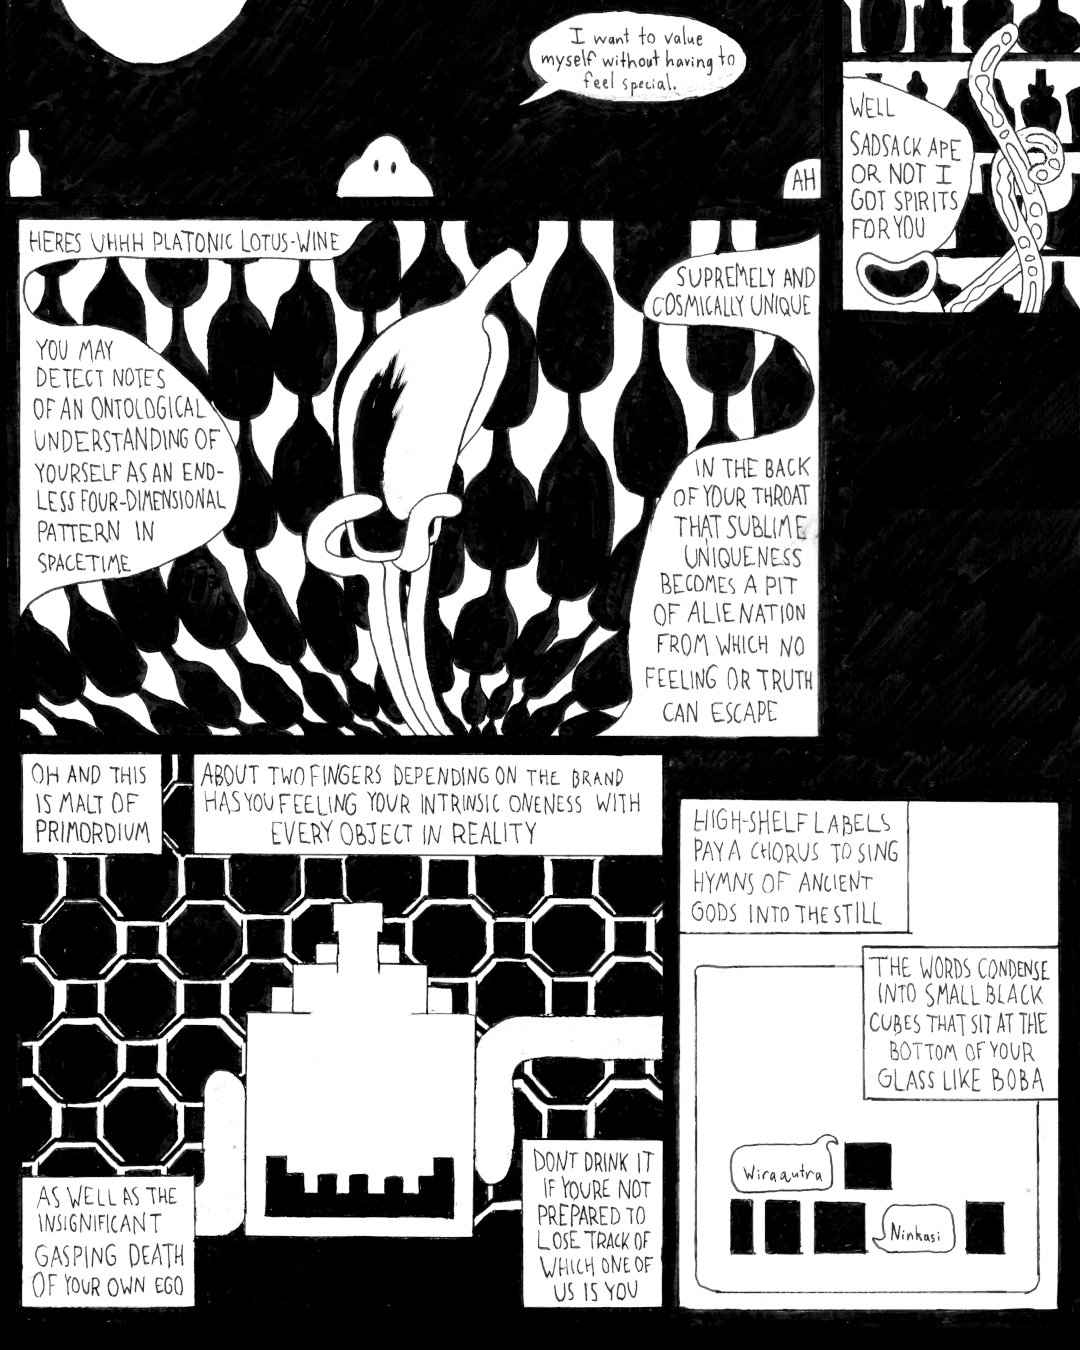 I want to value
myself without having to
feel special.
AH
WELL
SADSACK APE
OR NOT I
GOT SPIRITS
FOR YOU
HERES UHHH PLATONIC LOTUS-WINE
YOU MAY
DETECT NOTES
OF AN ONTOLOGICAL
UNDERSTANDING OF
YOURSELF AS AN END-
LESS FOUR-DIMENSIONAL
PATTERN IN
SPACETIME
SUPREMELY AND
COSMICALLY UNIQUE
IN THE BACK
OF YOUR THROAT
THAT SUBLIME
UNIQUENESS
BECOMES A PIT
OF ALIENATION
FROM WHICH NO
FEELING OR TRUTH
CAN ESCAPE
OH AND THIS
IS MALT OF
PRIMORDIUM
ABOUT TWO FINGERS DEPENDING ON THE BRAND
HAS YOU FEELING YOUR INTRINSIC ONENESS WITH
EVERY OBJECT IN REALITY
AS WELL AS THE
INSIGNIFICANT
GASPING DEATH
OF YOUR OWN EGO
DONT DRINK IT
IF YOURE NOT
PREPARED TO
LOSE TRACK OF
WHICH ONE OF
US IS YOU
HIGH-SHELF LABELS
PAY A CHORUS TO SING
HYMNS OF ANCIENT
GODS INTO THE STILL
THE WORDS CONDENSE
INTO SMALL BLACK
CUBES THAT SIT AT THE
BOTTOM OF YOUR
GLASS LIKE BOBA
Ninkasi